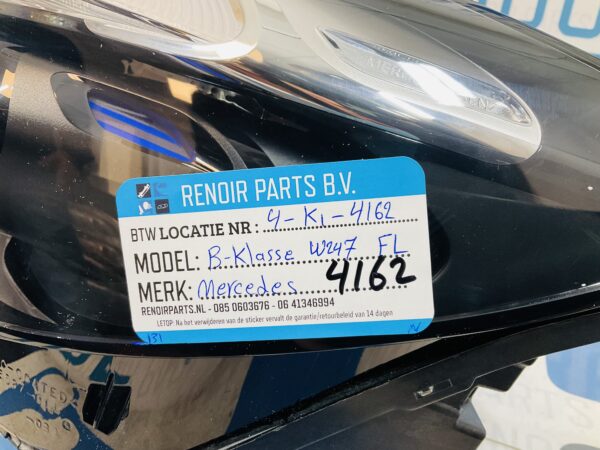 RENOIR PARTS B.V.
BTW LOCATIE NR : 4-K1-4162
MODEL: B-Klasse W247 FL
MERK: Mercedes 4162
RENOIRPARTS.NL - 085 0603676 - 06 41346994
LETOP: Na het verwijderen van de sticker vervalt de garantie/retourbeleid van 14 dagen
131 N